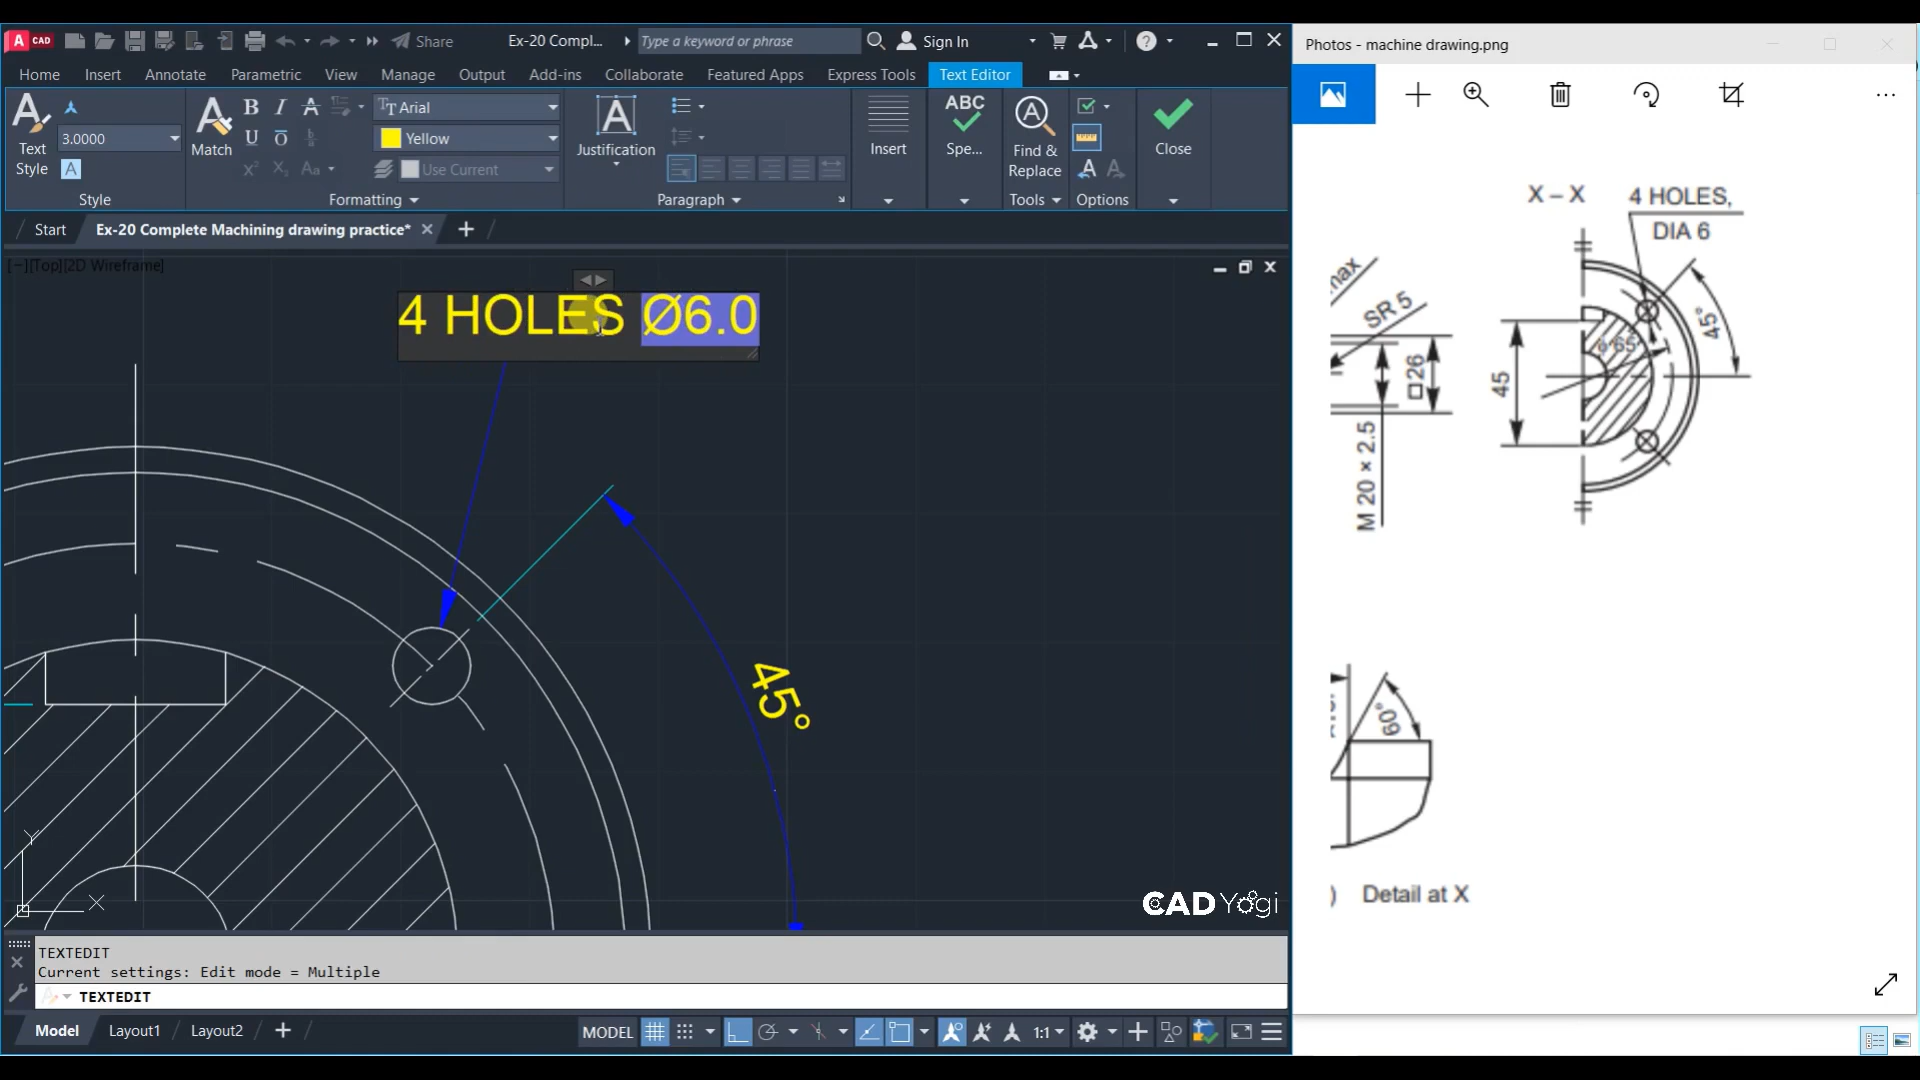 A CAD
Share
Ex-20 Compl...
Type a keyword or phrase
Sign In
Home
Insert
Annotate
Parametric
View
Manage
Output
Add-ins
Collaborate
Featured Apps
Express Tools
Text Editor
Text Style
3.0000
Style
Match
B I A
U O
Arial
Yellow
Use Current
Formatting
Justification
Paragraph
Insert
ABC
Spe...
Find & Replace
Tools
Options
Close
Start
Ex-20 Complete Machining drawing practice*
[−][Top][2D Wireframe]
4 HOLES Ø6.0
45°
Y
X
CAD Yogi
TEXTEDIT
Current settings: Edit mode = Multiple
TEXTEDIT
Model
Layout1
Layout2
MODEL
1:1
Photos - machine drawing.png
X – X
4 HOLES,
DIA 6
max
SR 5
45°
ϕ 65
□26
45
M 20 × 2.5
60°
) Detail at X